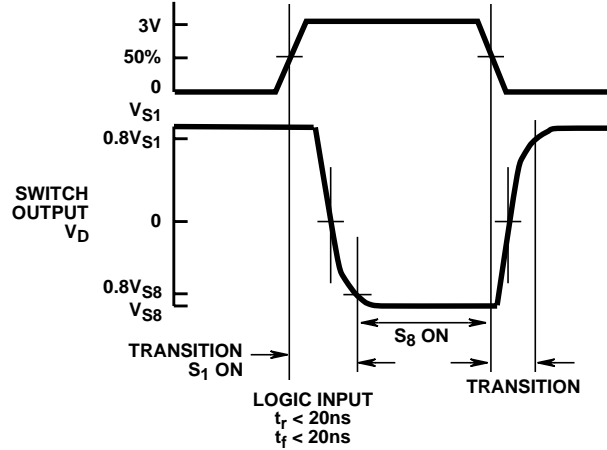 3V
50%
0
VS1
0.8VS1
SWITCH
OUTPUT
VD
0
0.8VS8
VS8
S8 ON
TRANSITION
S1 ON
TRANSITION
LOGIC INPUT
tr < 20ns
tf < 20ns